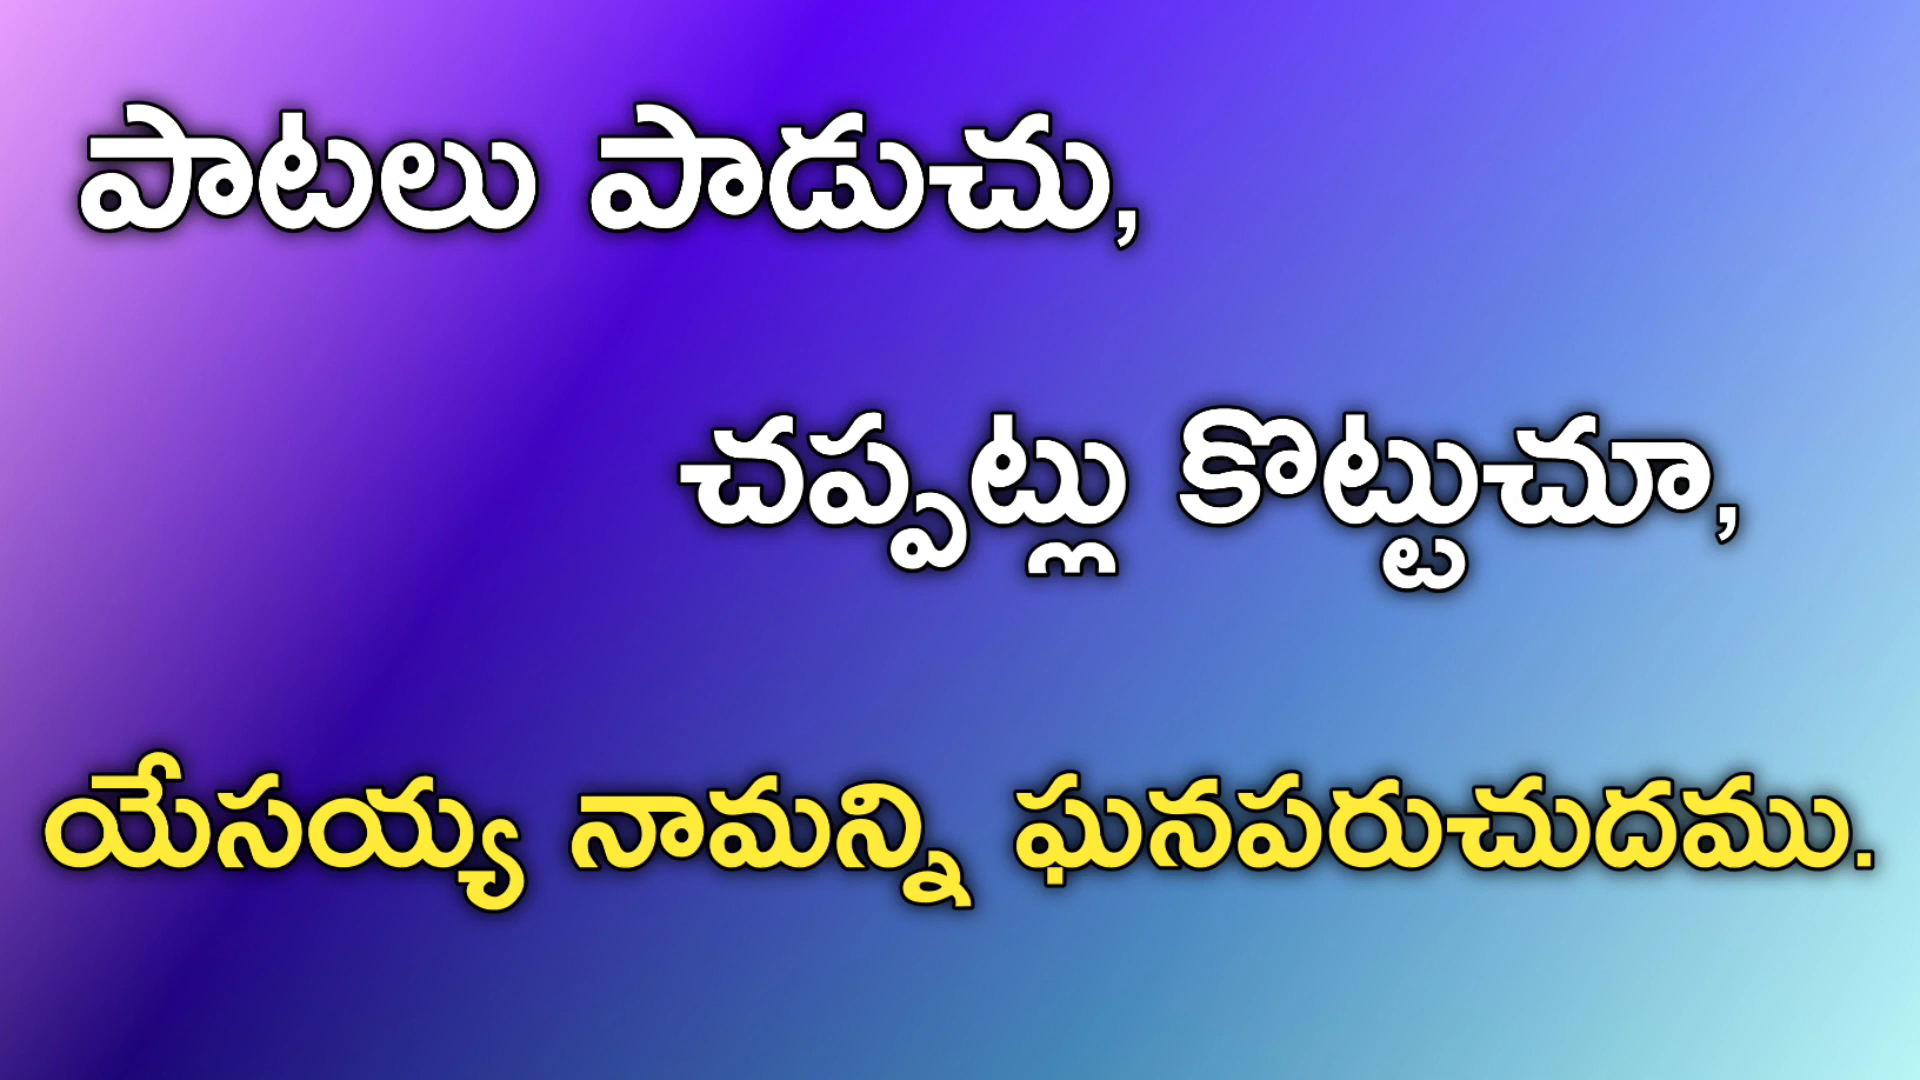 పాటలు పాడుచు,
చప్పట్లు కొట్టుచూ,
యేసయ్య నామన్ని ఘనపరుచుదము.